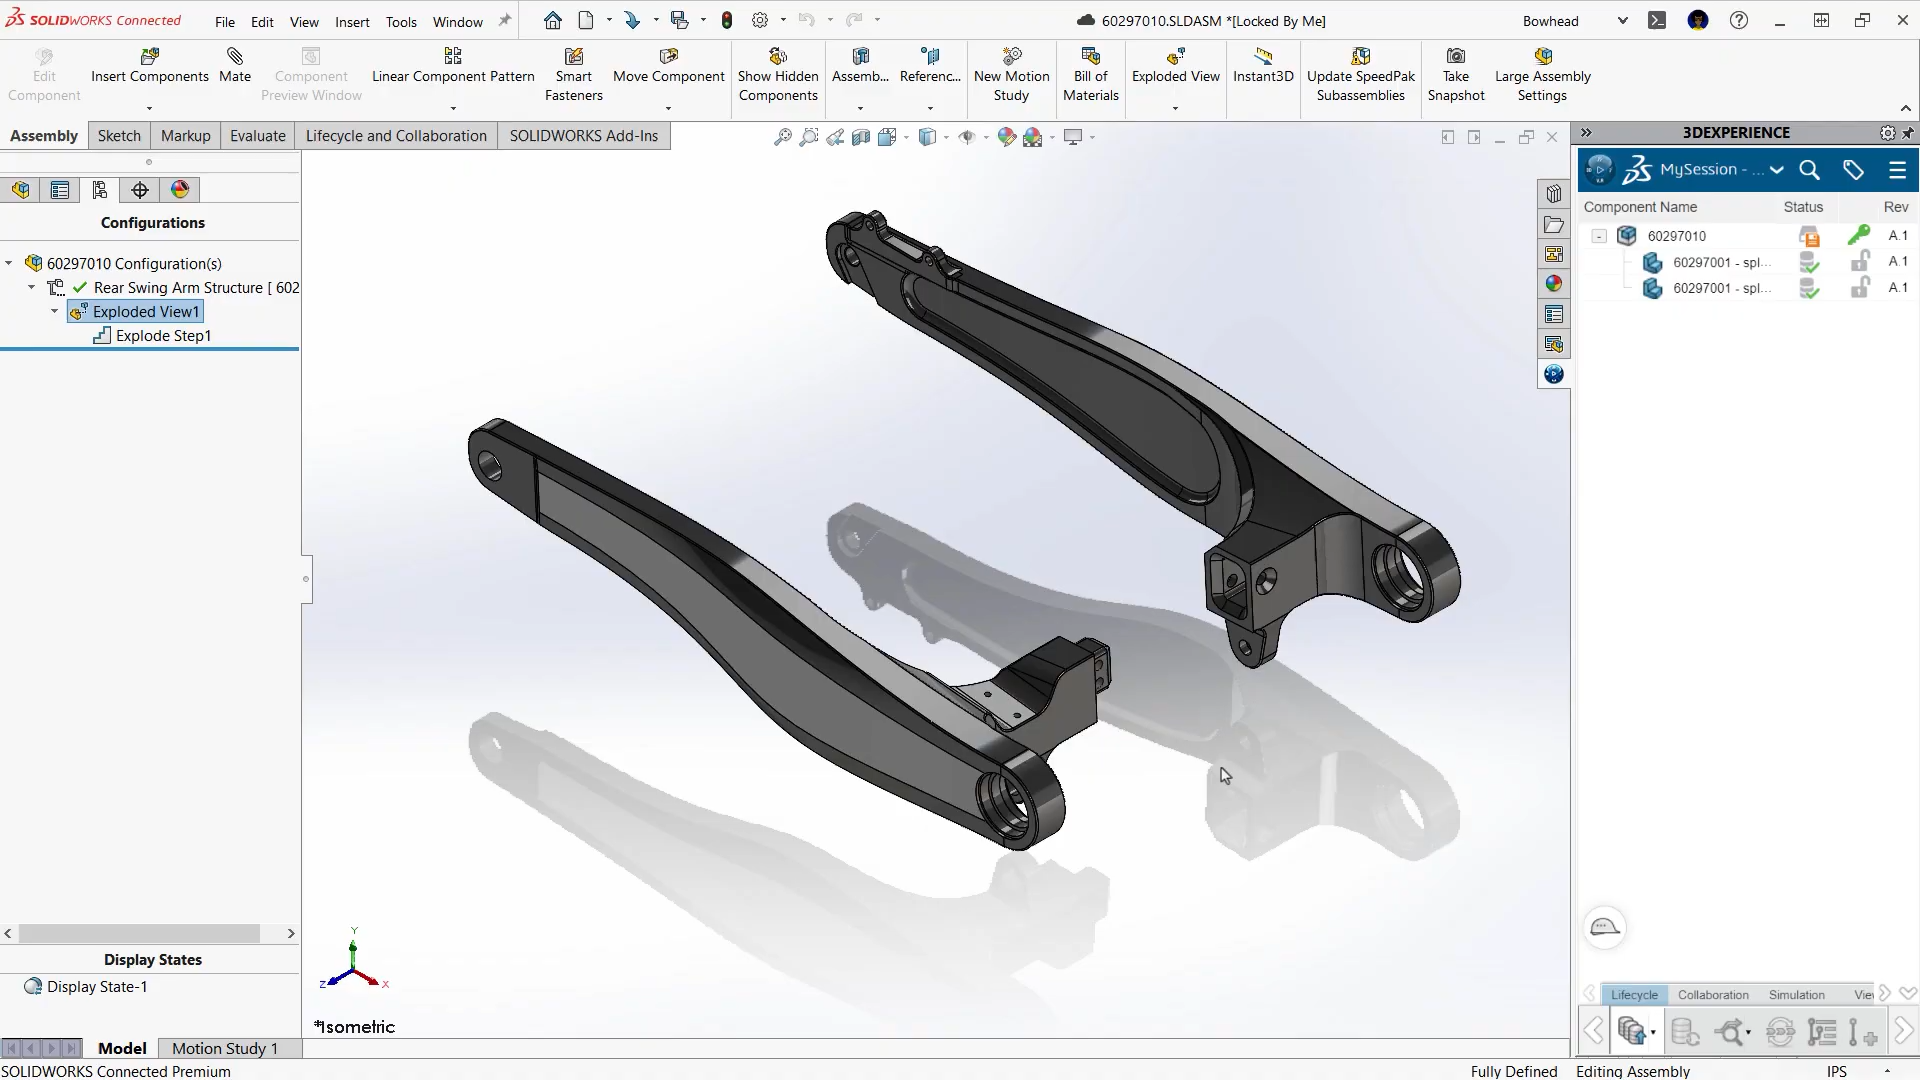 SOLIDWORKS Connected
File Edit View Insert Tools Window
60297010.SLDASM *[Locked By Me]
Bowhead
Edit Component
Insert Components
Mate
Component Preview Window
Linear Component Pattern
Smart Fasteners
Move Component
Show Hidden Components
Assemb...
Referenc...
New Motion Study
Bill of Materials
Exploded View
Instant3D
Update SpeedPak Subassemblies
Take Snapshot
Large Assembly Settings
Assembly Sketch Markup Evaluate Lifecycle and Collaboration SOLIDWORKS Add-Ins
3DEXPERIENCE
MySession - ...
Component Name Status Rev
60297010 A.1
60297001 - spl... A.1
60297001 - spl... A.1
Configurations
60297010 Configuration(s)
Rear Swing Arm Structure [ 602
Exploded View1
Explode Step1
Display States
Display State-1
Y
Z
X
*Isometric
Lifecycle Collaboration Simulation Vie
Model Motion Study 1
SOLIDWORKS Connected Premium
Fully Defined Editing Assembly IPS